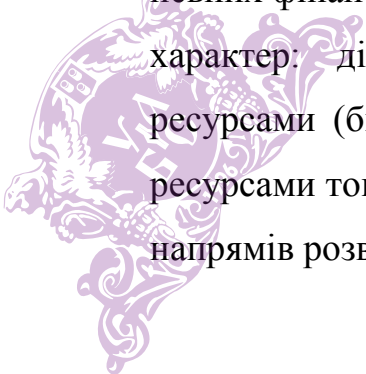 характер: ді
ресурсами (б
ресурсами то
напрямів розв